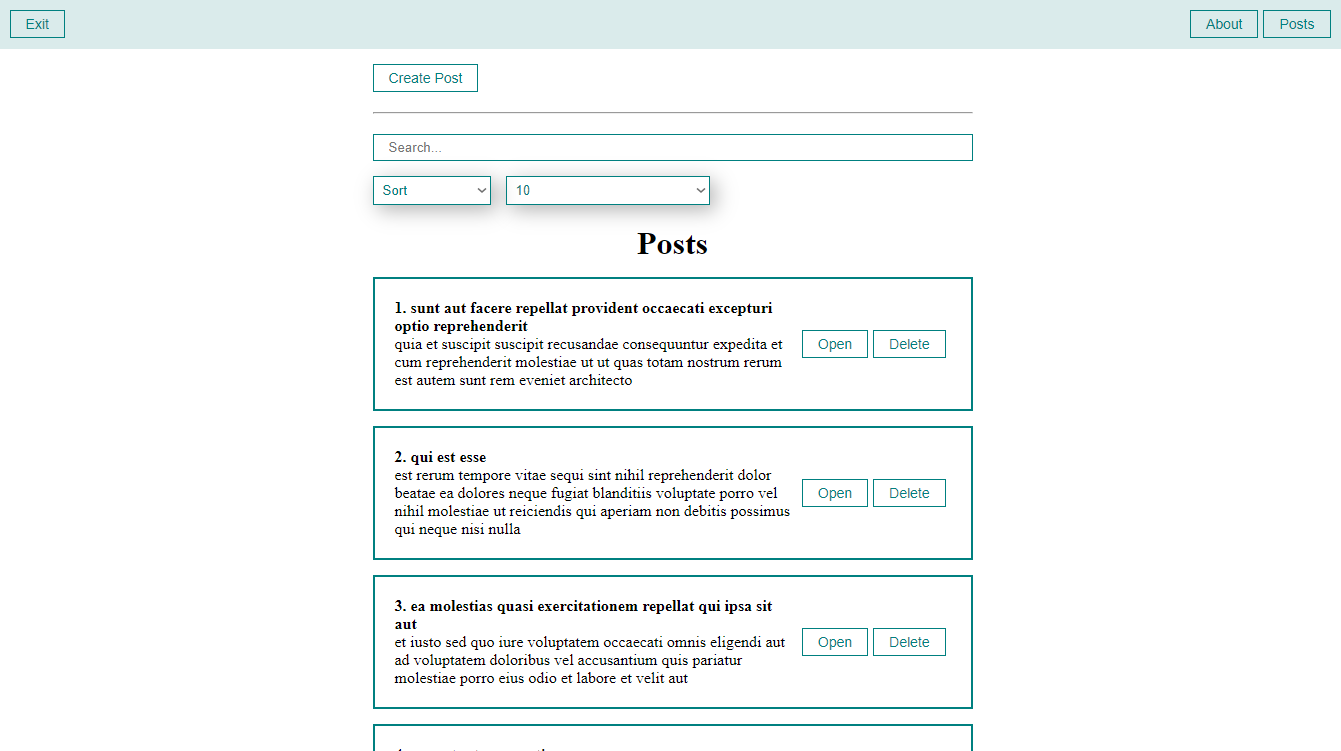 Exit
About
Posts
Create Post
Search...
Sort
10
Posts
1. sunt aut facere repellat provident occaecati excepturi
optio reprehenderit
quia et suscipit suscipit recusandae consequuntur expedita et
cum reprehenderit molestiae ut ut quas totam nostrum rerum
est autem sunt rem eveniet architecto
Open
Delete
2. qui est esse
est rerum tempore vitae sequi sint nihil reprehenderit dolor
beatae ea dolores neque fugiat blanditiis voluptate porro vel
nihil molestiae ut reiciendis qui aperiam non debitis possimus
qui neque nisi nulla
Open
Delete
3. ea molestias quasi exercitationem repellat qui ipsa sit
aut
et iusto sed quo iure voluptatem occaecati omnis eligendi aut
ad voluptatem doloribus vel accusantium quis pariatur
molestiae porro eius odio et labore et velit aut
Open
Delete